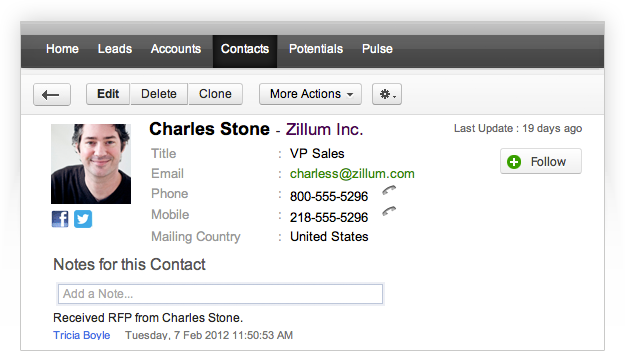 Home Leads Accounts Contacts Potentials Pulse
Edit Delete Clone More Actions
Charles Stone - Zillum Inc. Last Update : 19 days ago
Title : VP Sales
Follow
Email : charless@zillum.com
Phone : 800-555-5296
Mobile : 218-555-5296
Mailing Country : United States
Notes for this Contact
Add a Note...
Received RFP from Charles Stone.
Tricia Boyle Tuesday, 7 Feb 2012 11:50:53 AM